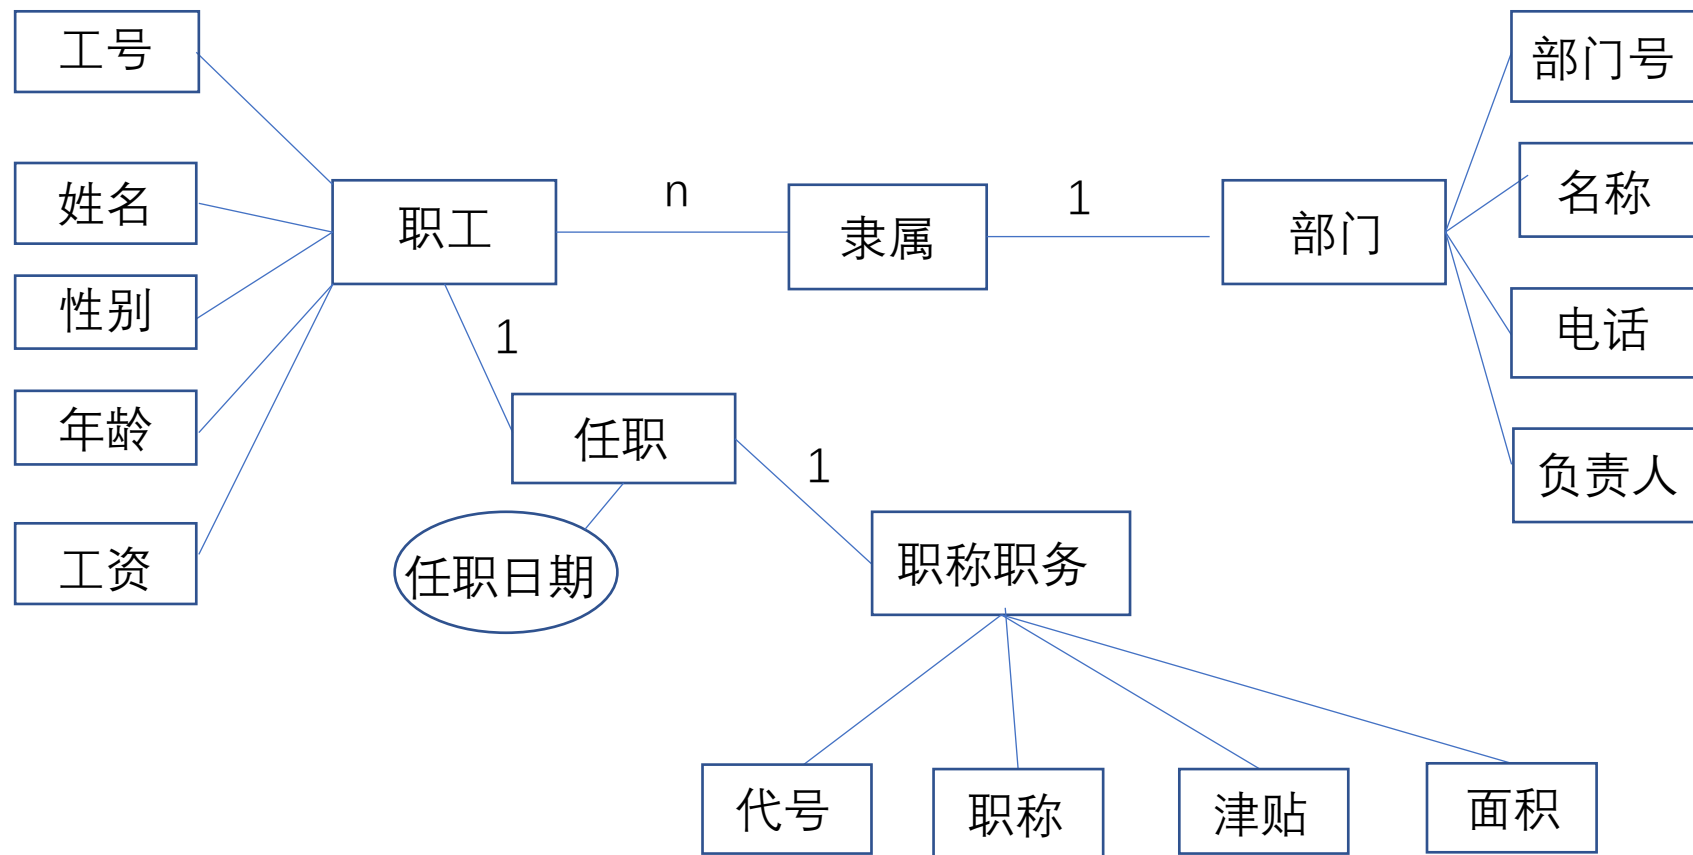 工号
部门号
姓名
职工
n
隶属
1
部门
名称
性别
1
电话
年龄
任职
1
负责人
工资
任职日期
职称职务
代号
职称
津贴
面积